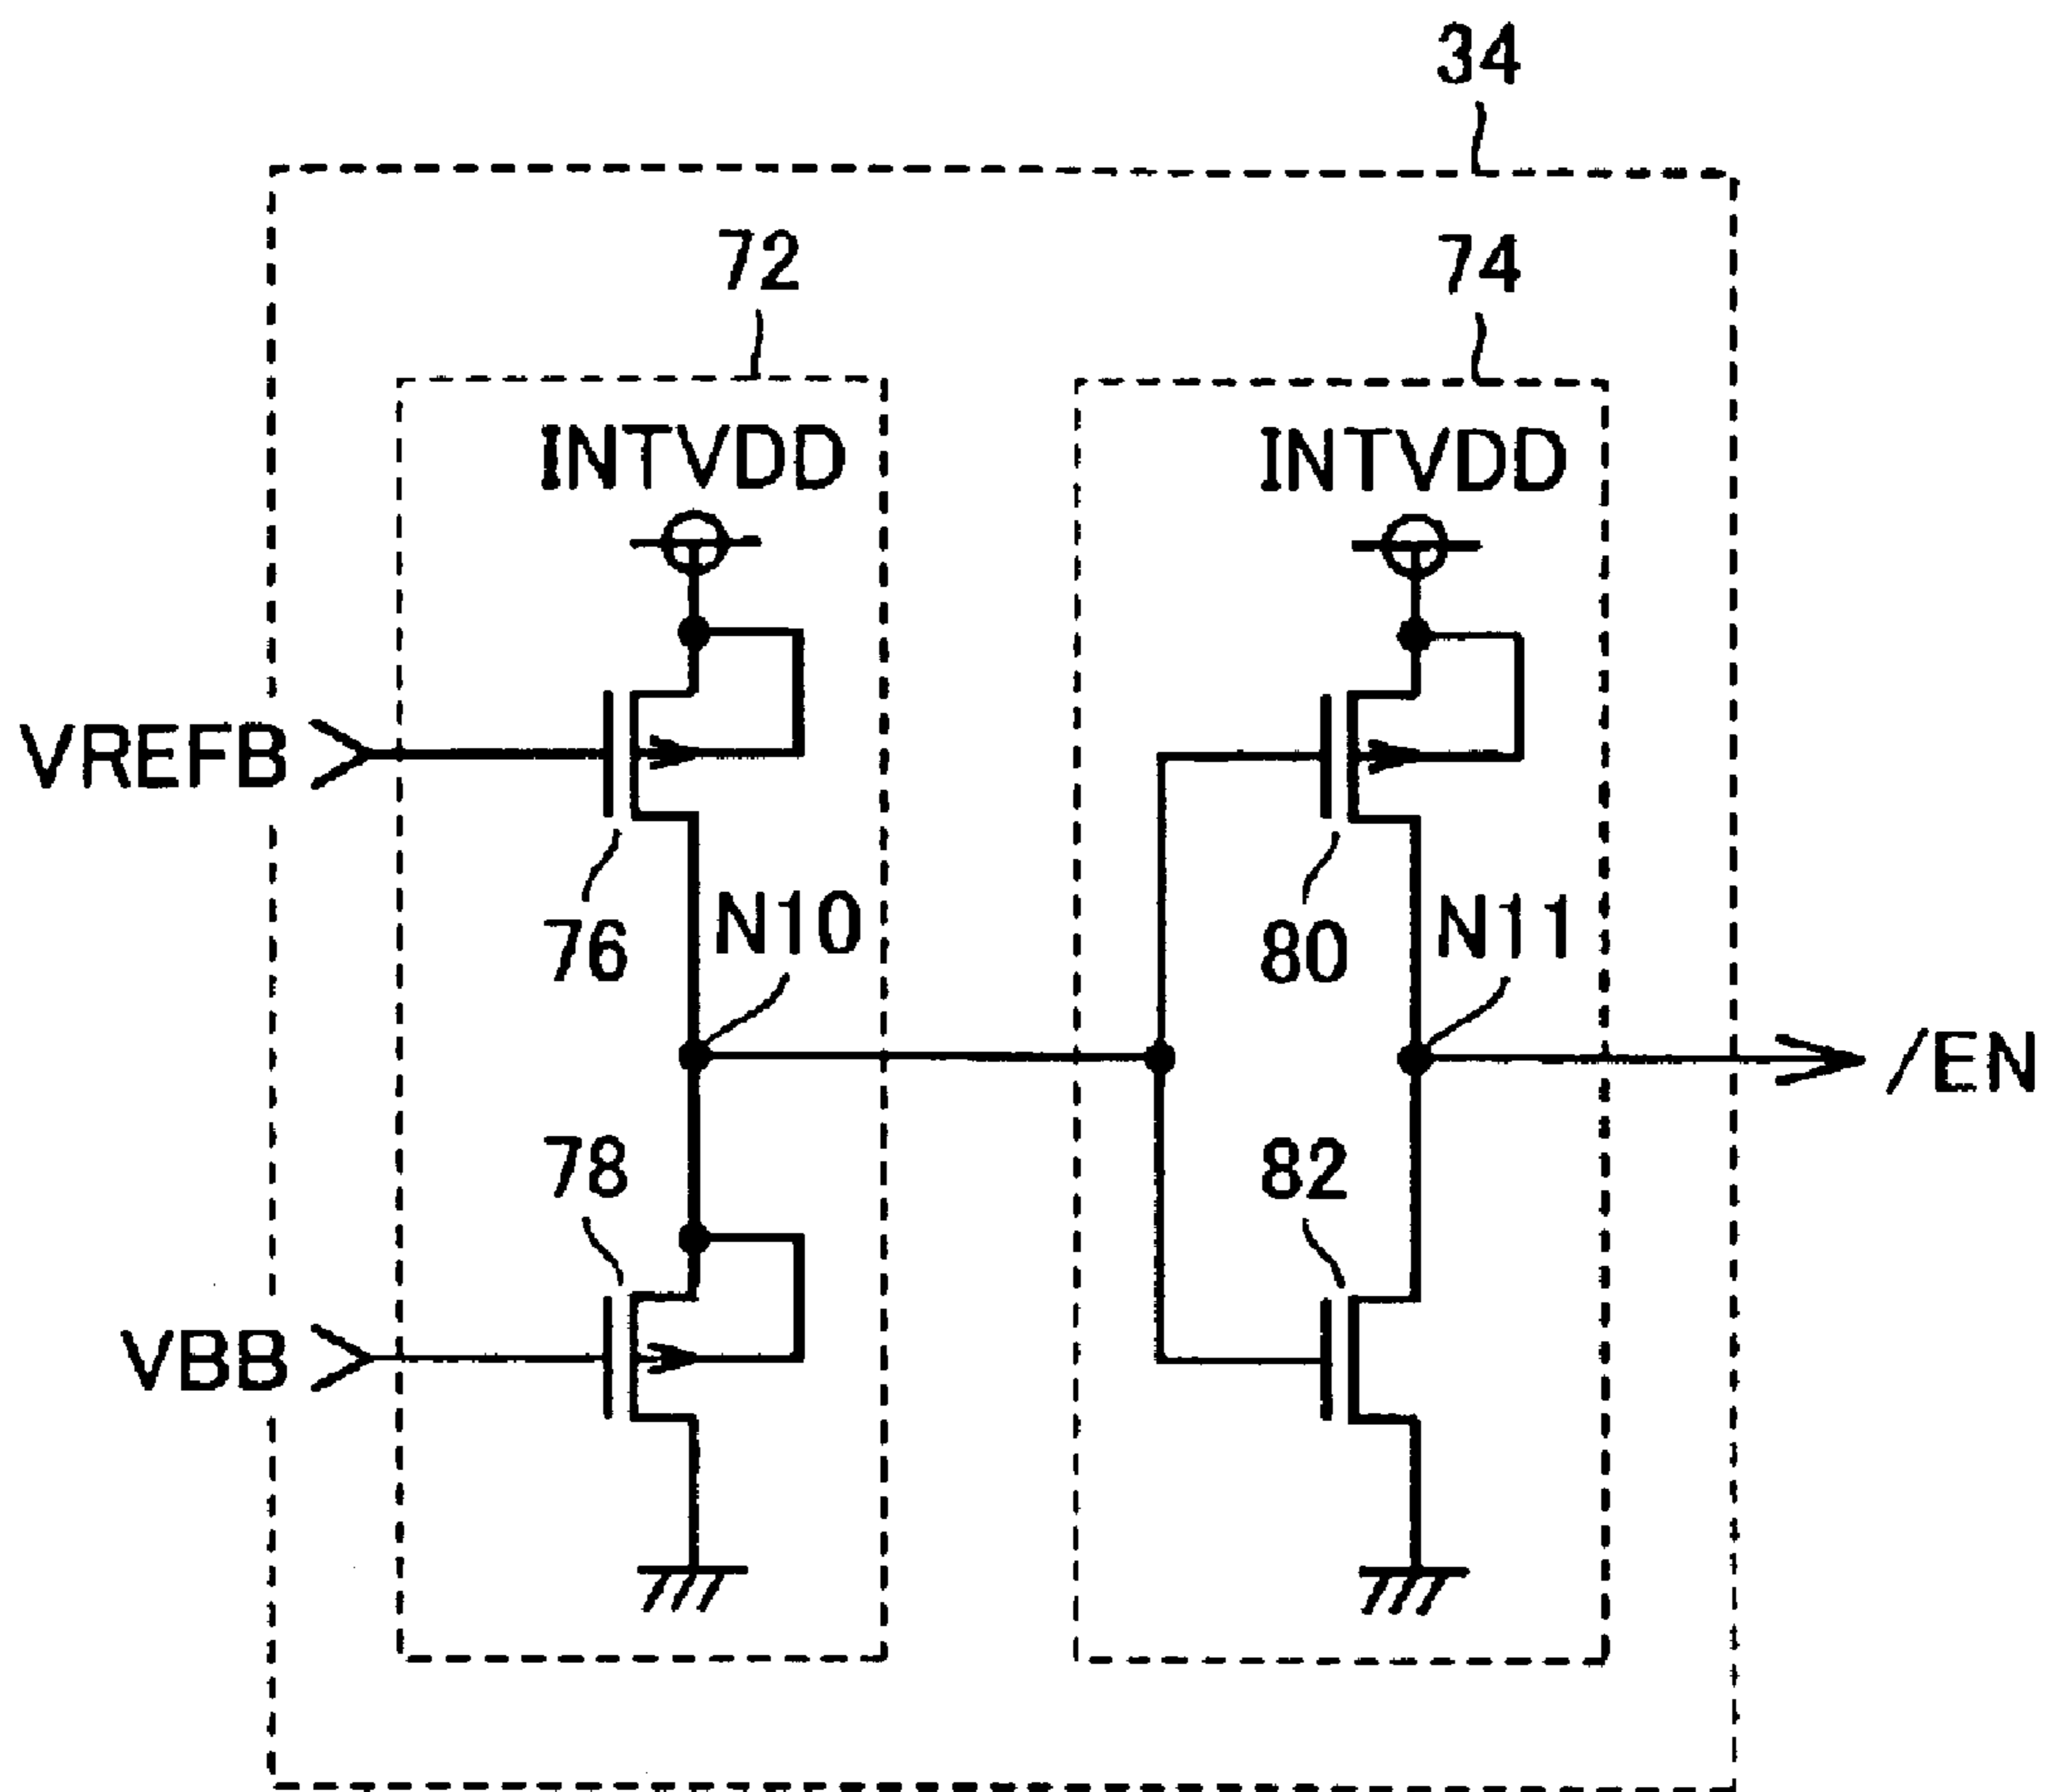 34
72
74
INTVDD
INTVDD
VREFB
76
N10
80
N11
/EN
78
82
VBB